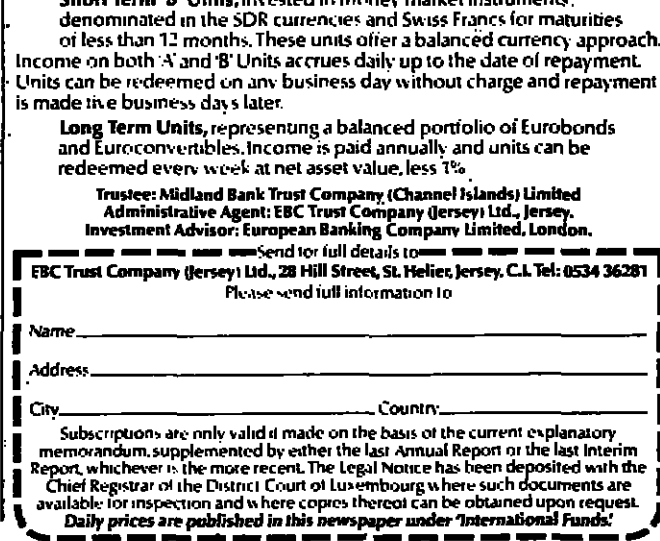 Short Term 'B' Units, invested in money market instruments,
denominated in the SDR currencies and Swiss Francs for maturities
of less than 12 months. These units offer a balanced currency approach.
Income on both 'A' and 'B' Units accrues daily up to the date of repayment.
Units can be redeemed on any business day without charge and repayment
is made five business days later.
Long Term Units, representing a balanced portfolio of Eurobonds
and Euroconvertibles. Income is paid annually and units can be
redeemed every week at net asset value, less 1%
Trustee: Midland Bank Trust Company (Channel Islands) Limited
Administrative Agent: EBC Trust Company (Jersey) Ltd., Jersey.
Investment Advisor: European Banking Company Limited, London.
Send for full details to
EBC Trust Company (Jersey) Ltd., 28 Hill Street, St. Helier, Jersey, C.I. Tel: 0534 36281
Please send full information to
Name
Address
City Country
Subscriptions are only valid if made on the basis of the current explanatory
memorandum, supplemented by either the last Annual Report or the last Interim
Report, whichever is the more recent. The Legal Notice has been deposited with the
Chief Registrar of the District Court of Luxembourg where such documents are
available for inspection and where copies thereof can be obtained upon request.
Daily prices are published in this newspaper under 'International Funds.'